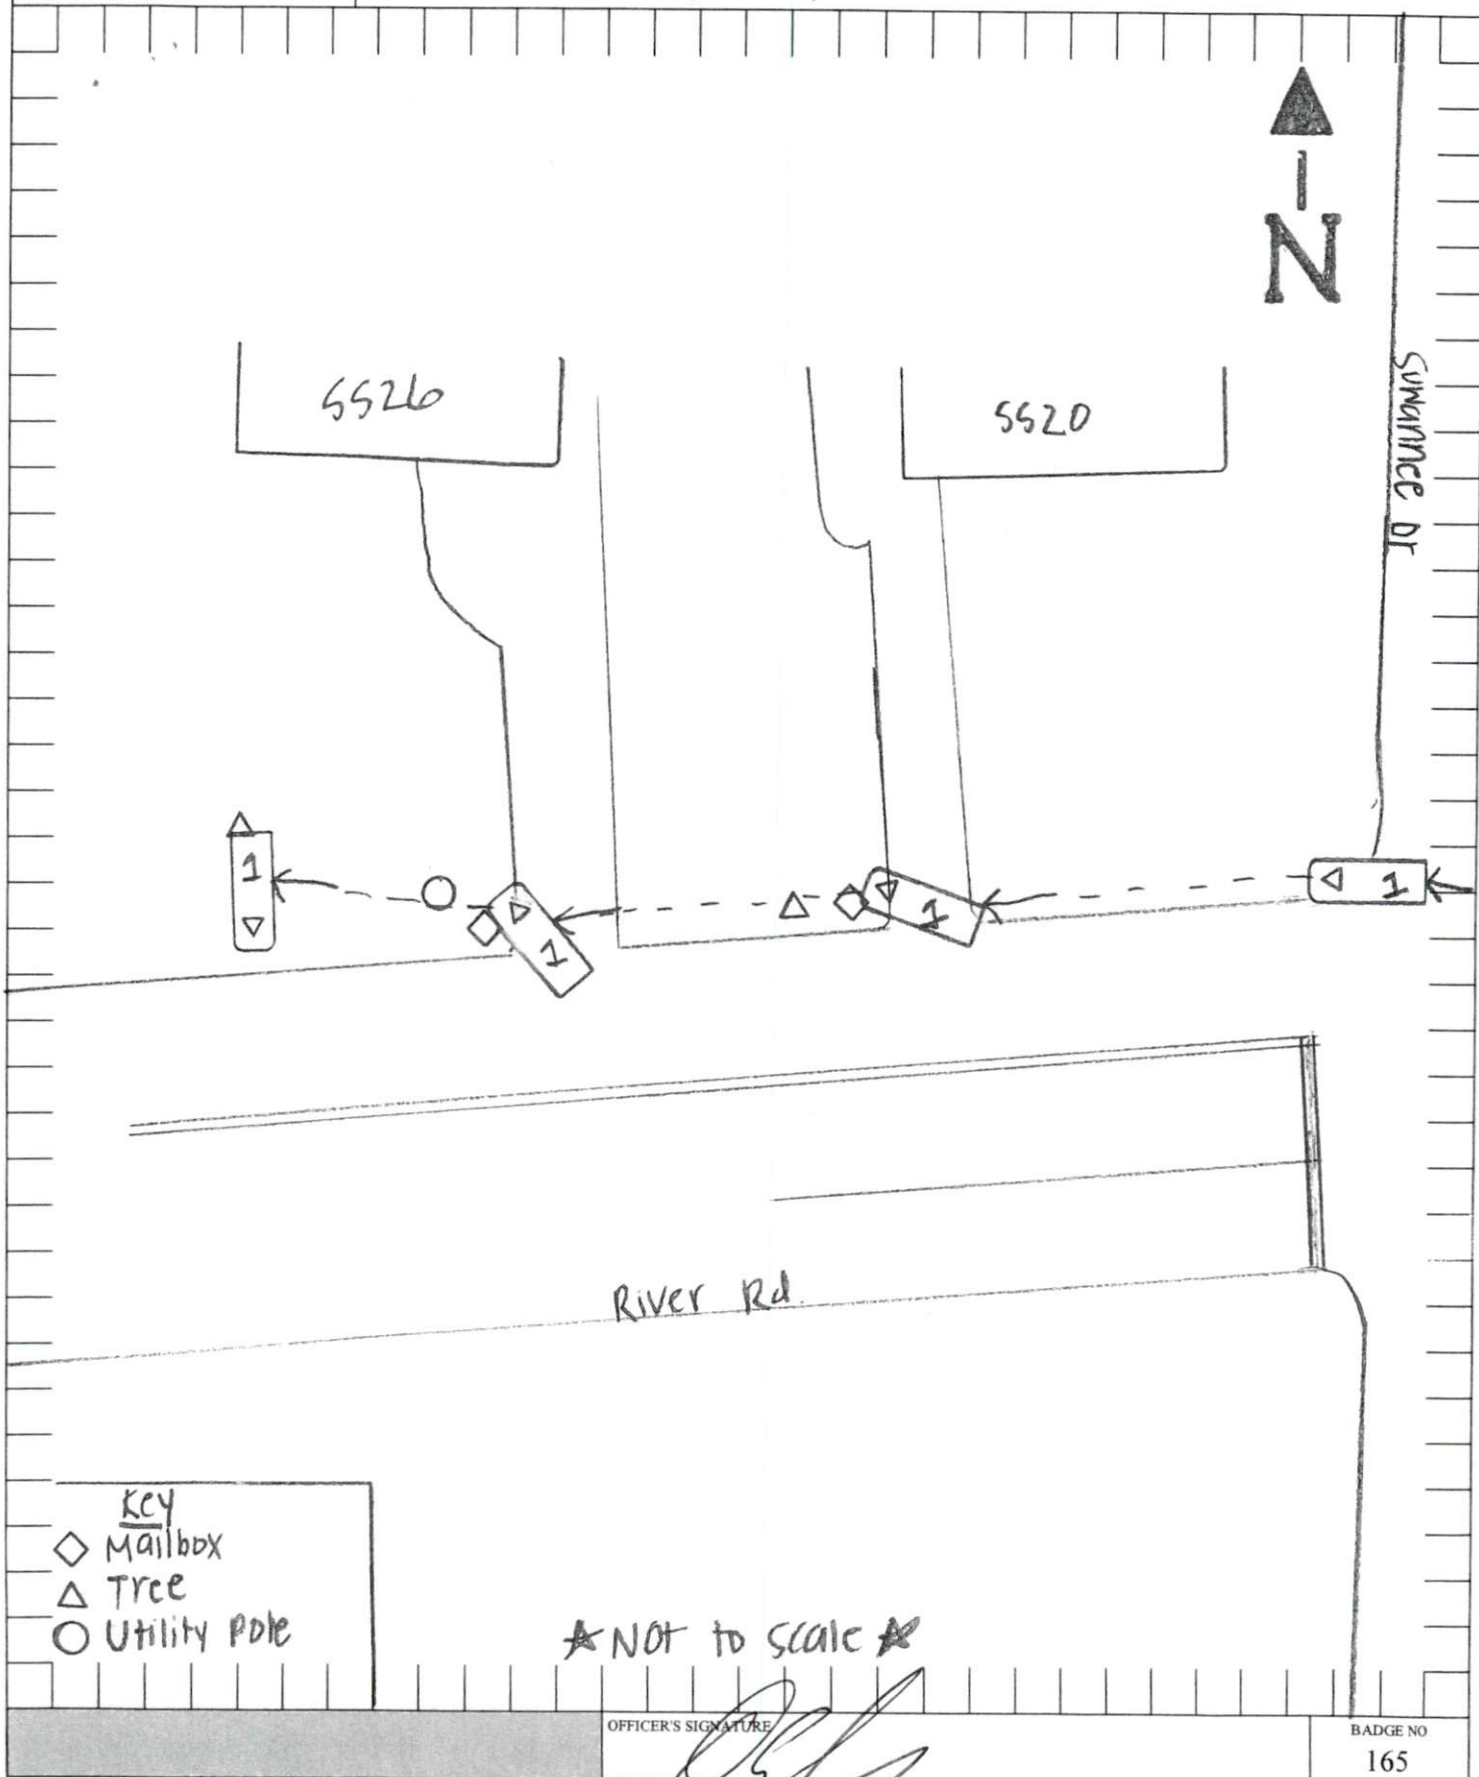 N
5526
5520
Suwannee Dr
1
1
1
1
River Rd.
Key
Mailbox
Tree
Utility Pole
★ Not to scale ★
OFFICER'S SIGNATURE
BADGE NO
165